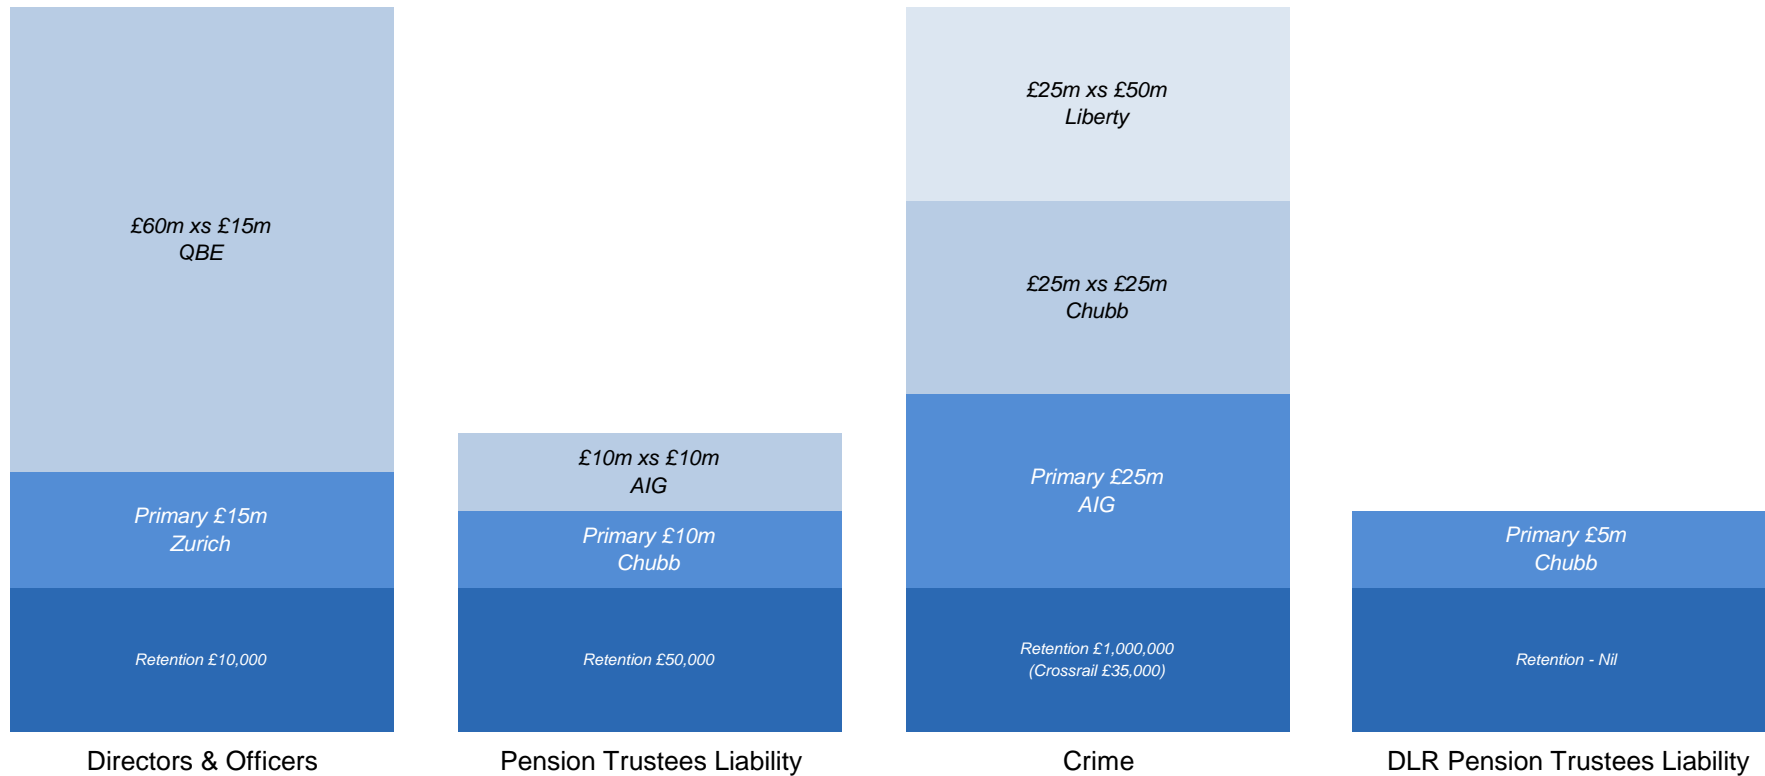 £60m xs £15m
QBE
Primary £15m
Zurich
Retention £10,000
Directors & Officers
£10m xs £10m
AIG
Primary £10m
Chubb
Retention £50,000
Pension Trustees Liability
£25m xs £50m
Liberty
£25m xs £25m
Chubb
Primary £25m
AIG
Retention £1,000,000
(Crossrail £35,000)
Crime
Primary £5m
Chubb
Retention - Nil
DLR Pension Trustees Liability